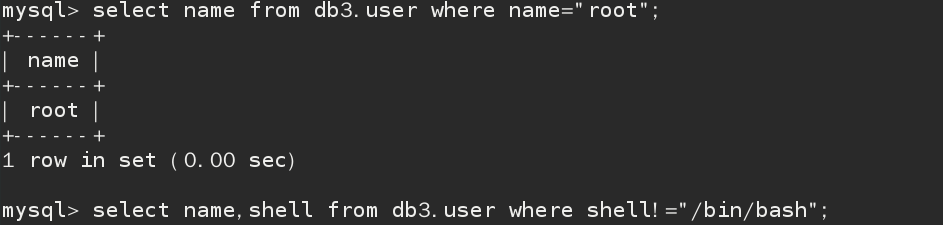 mysql> select name from db3.user where name="root";
+------+
| name |
+------+
| root |
+------+
1 row in set (0.00 sec)
mysql> select name,shell from db3.user where shell!="/bin/bash";